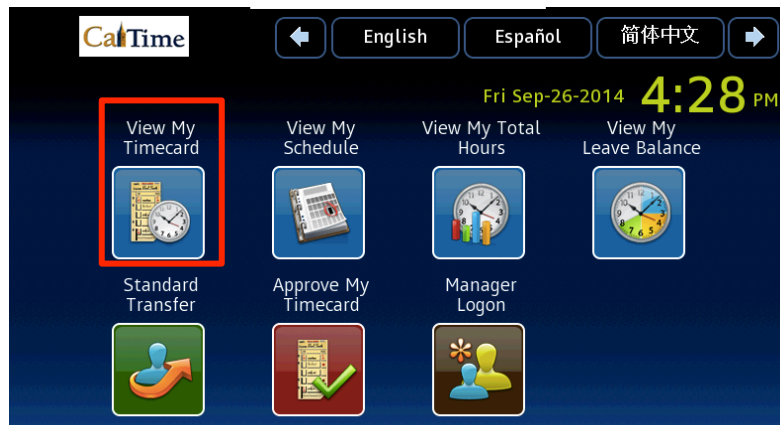 CalTime
English
Español
简体中文
Fri Sep-26-2014 4:28 PM
View My
Timecard
View My
Schedule
View My Total
Hours
View My
Leave Balance
Standard
Transfer
Approve My
Timecard
Manager
Logon